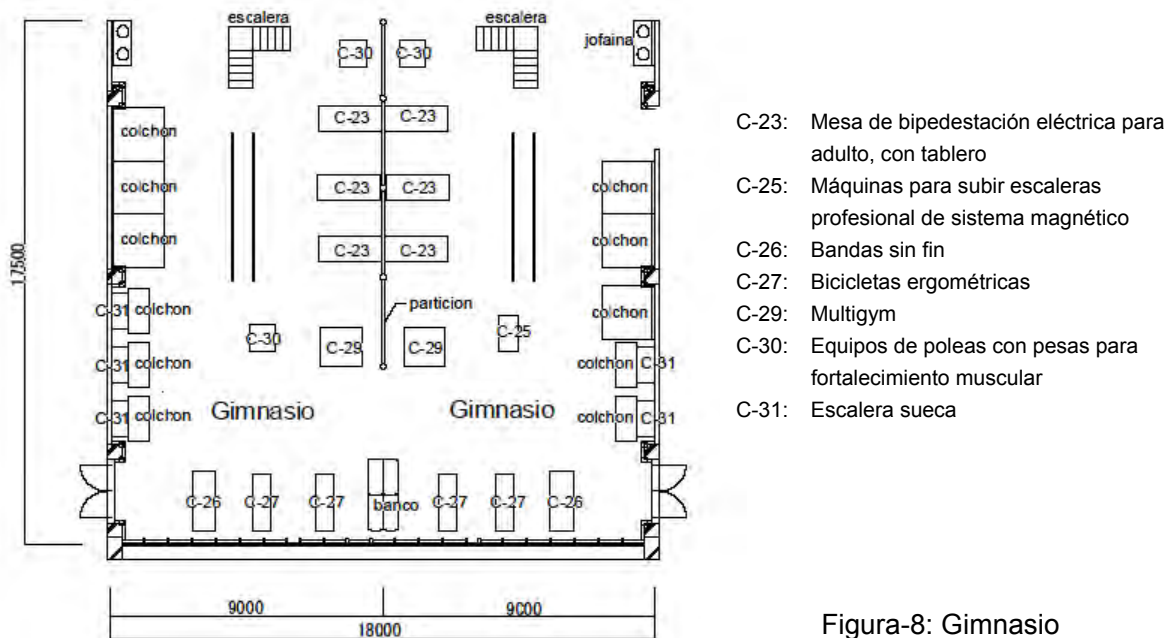 escalera
escalera
C-30
C-30
jofaina
C-23
C-23
colchon
colchon
C-23
C-23
colchon
colchon
C-23
C-23
colchon
colchon
particion
C-31
colchon
C-30
C-29
C-29
C-25
colchon
C-31
colchon
colchon
C-31
C-31
colchon
Gimnasio
Gimnasio
colchon
C-31
C-26
C-27
C-27
banco
C-27
C-27
C-26
17500
9000
9000
18000
C-23: Mesa de bipedestación eléctrica para
adulto, con tablero
C-25: Máquinas para subir escaleras
profesional de sistema magnético
C-26: Bandas sin fin
C-27: Bicicletas ergométricas
C-29: Multigym
C-30: Equipos de poleas con pesas para
fortalecimiento muscular
C-31: Escalera sueca
Figura-8: Gimnasio